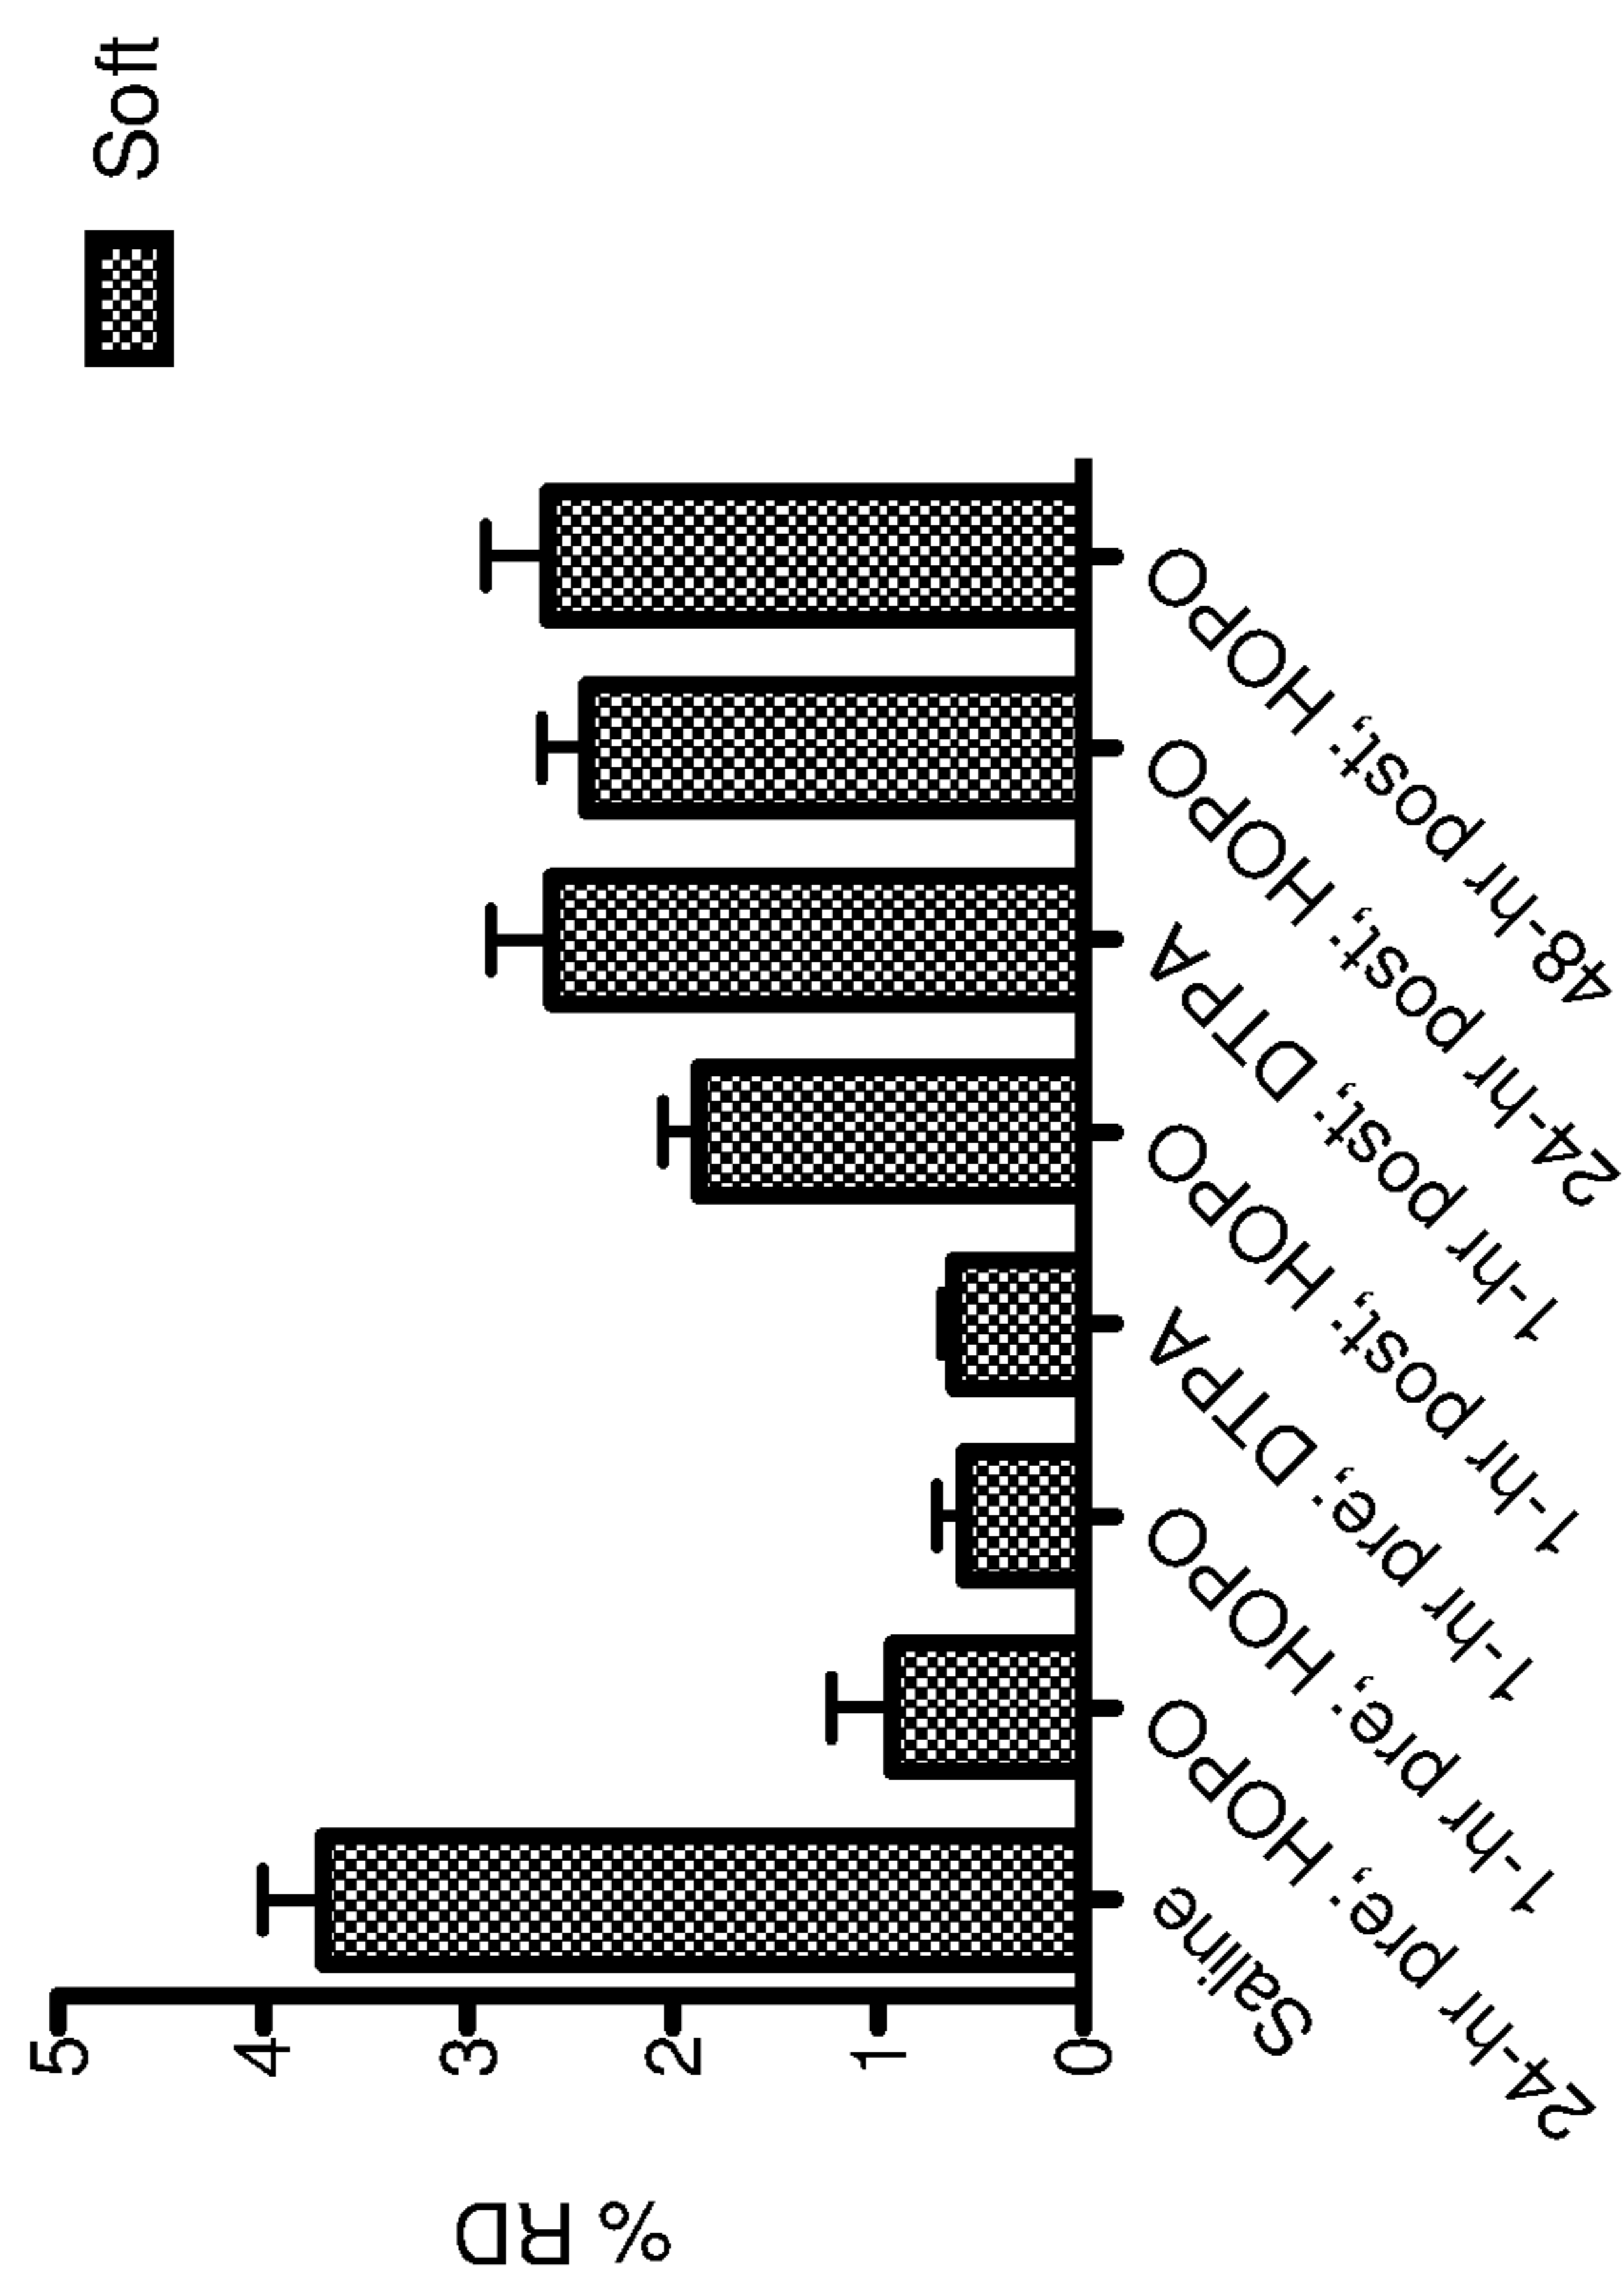 Soft
5
4
3
2
1
0
% RD
Saline
24-hr pre; HOPO
1-hr pre; HOPO
1-hr pre; DTPA
1-hr post; HOPO
1-hr post; DTPA
24-hr post; HOPO
48-hr post; HOPO